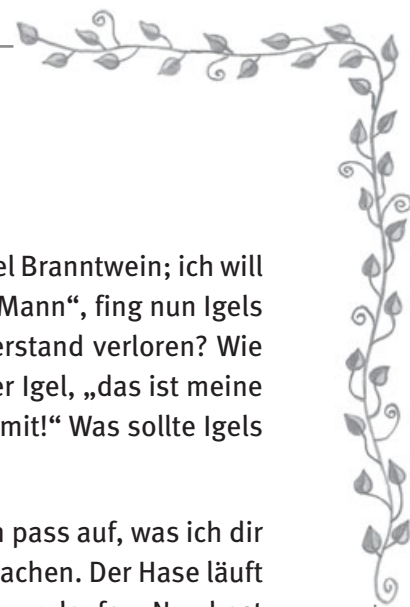 el Branntwein; ich will
Mann“, fing nun Igels
erstand verloren? Wie
er Igel, „das ist meine
mit!“ Was sollte Igels
pass auf, was ich dir
achen. Der Hase läuft